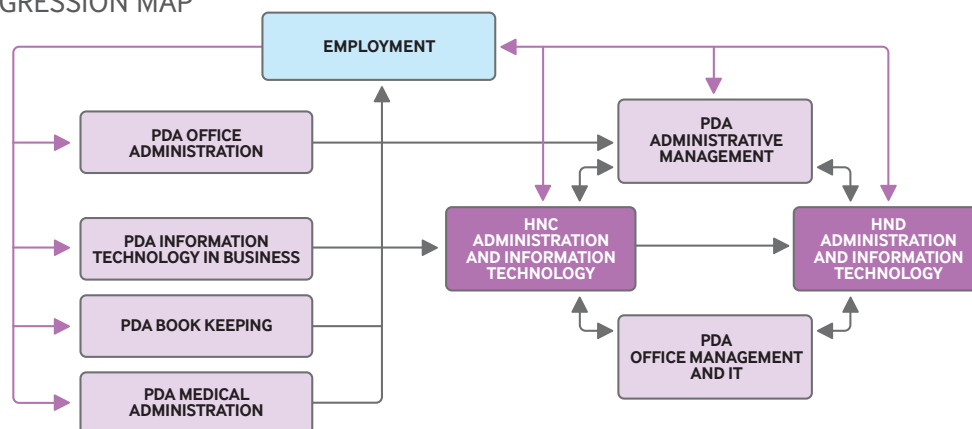 GRESSION MAP
EMPLOYMENT
PDA OFFICE
ADMINISTRATION
PDA
ADMINISTRATIVE
MANAGEMENT
PDA INFORMATION
TECHNOLOGY IN BUSINESS
HNC
ADMINISTRATION
AND INFORMATION
TECHNOLOGY
HND
ADMINISTRATION
AND INFORMATION
TECHNOLOGY
PDA BOOK KEEPING
PDA
OFFICE MANAGEMENT
AND IT
PDA MEDICAL
ADMINISTRATION